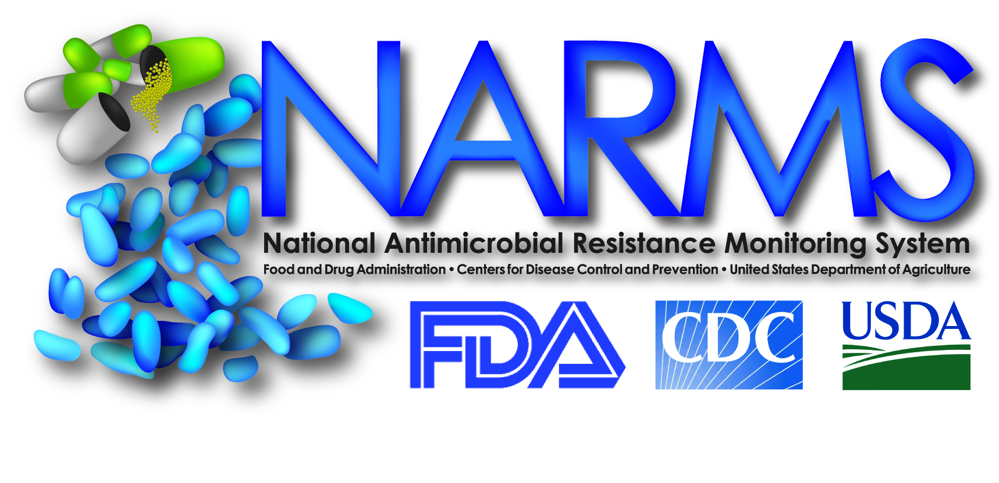 NARMS
National Antimicrobial Resistance Monitoring System
Food and Drug Administration • Centers for Disease Control and Prevention • United States Department of Agriculture
FDA CDC USDA